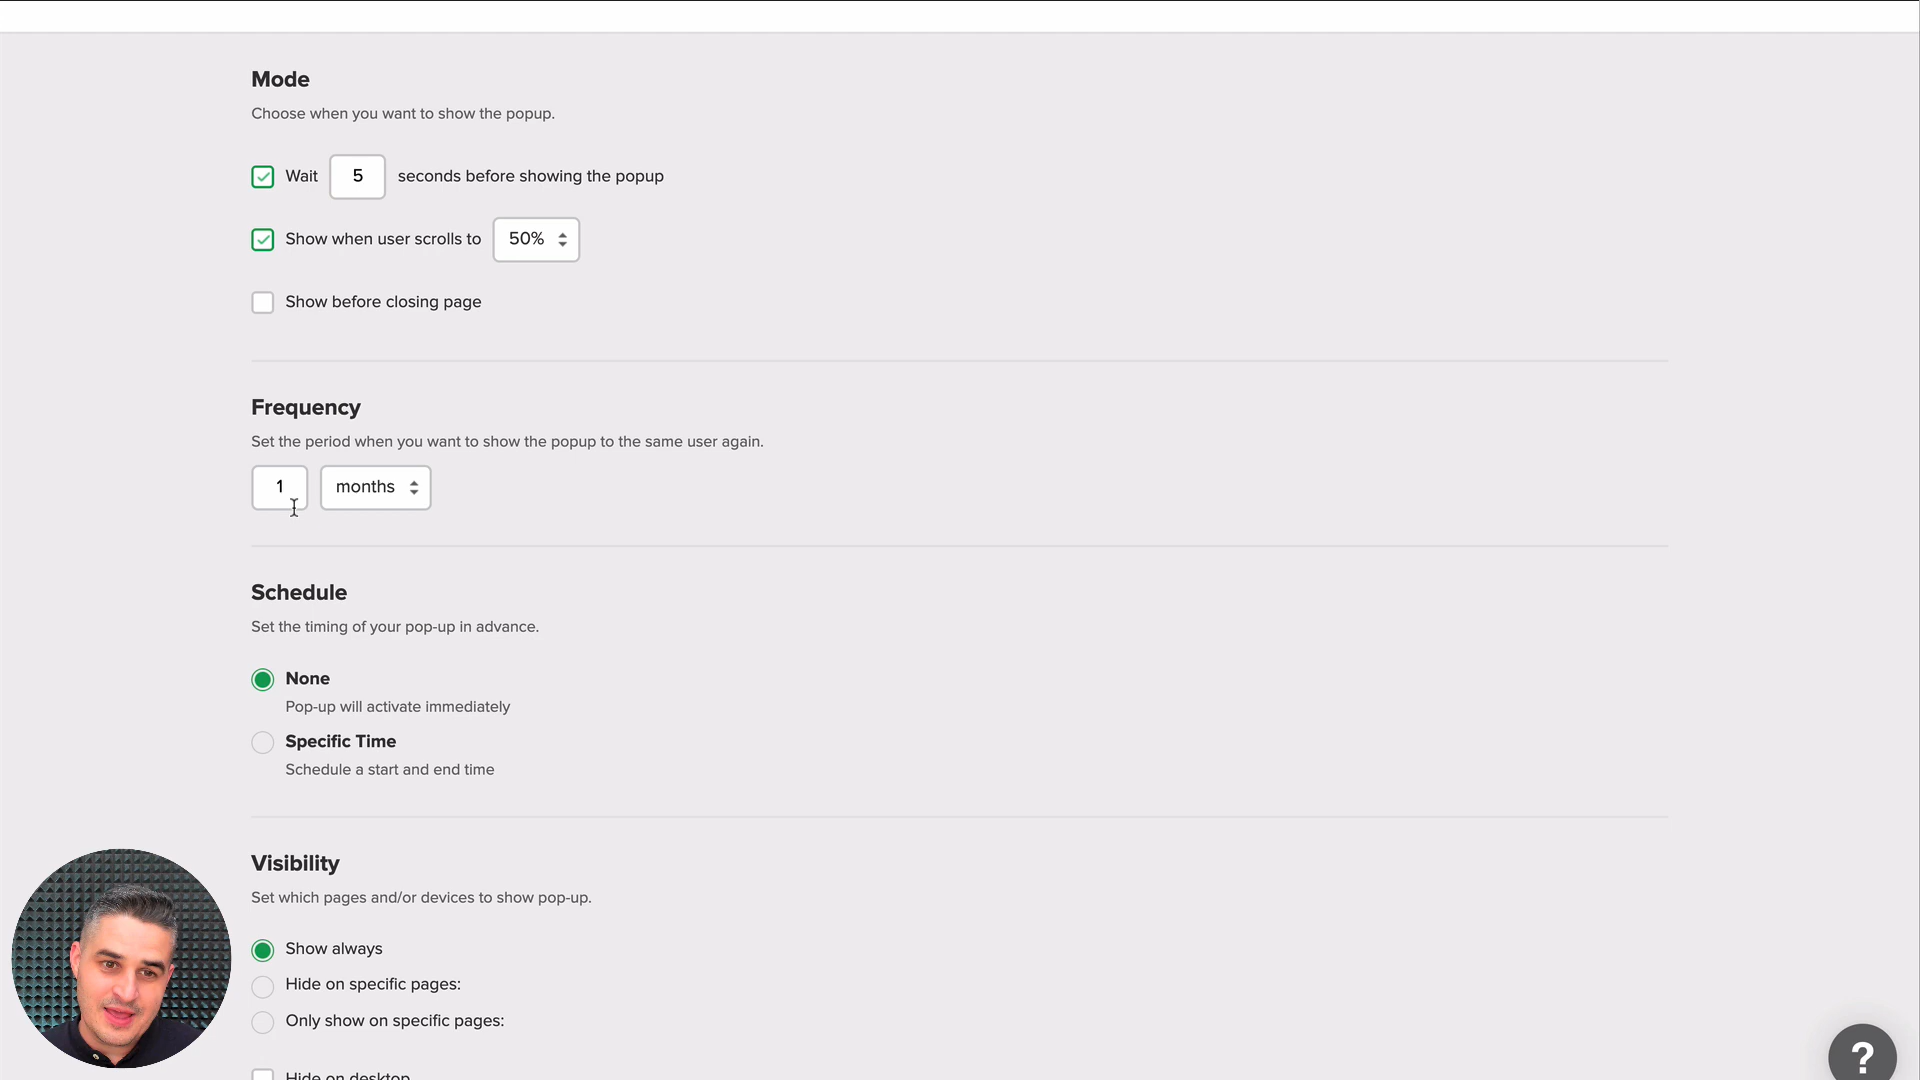 Mode
Choose when you want to show the popup.
Wait 5 seconds before showing the popup
Show when user scrolls to 50%
Show before closing page
Frequency
Set the period when you want to show the popup to the same user again.
1 months
Schedule
Set the timing of your pop-up in advance.
None
Pop-up will activate immediately
Specific Time
Schedule a start and end time
Visibility
Set which pages and/or devices to show pop-up.
Show always
Hide on specific pages:
Only show on specific pages:
Hide on desktop
?